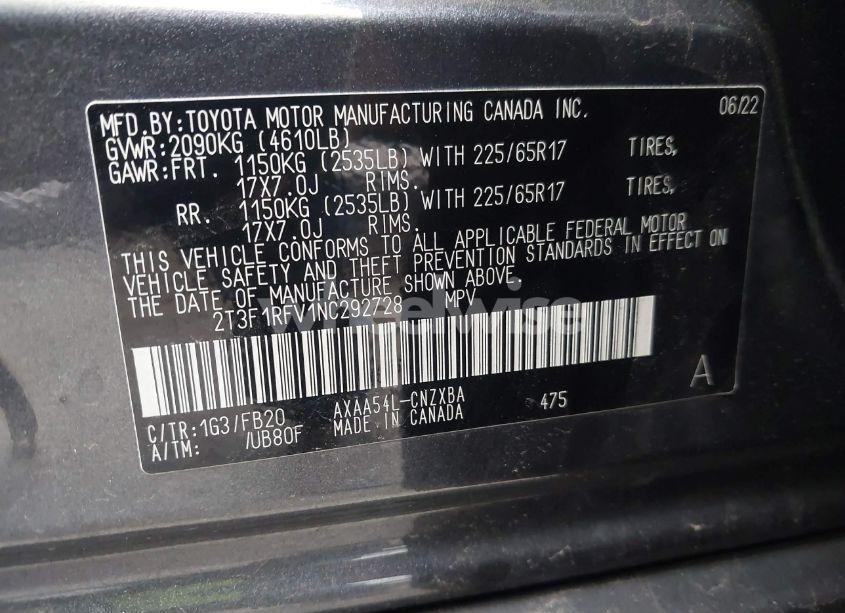 MFD.BY:TOYOTA MOTOR MANUFACTURING CANADA INC. 06/22
GVWR:2090KG (4610LB)
GAWR:FRT. 1150KG (2535LB) WITH 225/65R17 TIRES,
17X7.0J RIMS.
RR. 1150KG (2535LB) WITH 225/65R17 TIRES,
17X7.0J RIMS.
THIS VEHICLE CONFORMS TO ALL APPLICABLE FEDERAL MOTOR
VEHICLE SAFETY AND THEFT PREVENTION STANDARDS IN EFFECT ON
THE DATE OF MANUFACTURE SHOWN ABOVE.
2T3F1RFV1NC292728 MPV
wheelwise
A
C/TR:1G3/FB20 AXAA54L-CNZXBA 475
A/TM: /UB80F MADE IN CANADA